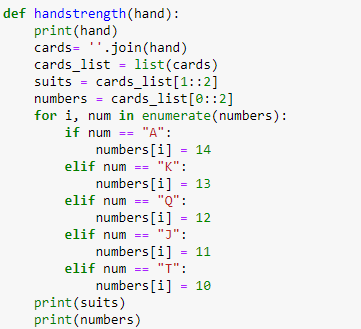 def handstrength(hand):
    print(hand)
    cards= ''.join(hand)
    cards_list = list(cards)
    suits = cards_list[1::2]
    numbers = cards_list[0::2]
    for i, num in enumerate(numbers):
        if num == "A":
            numbers[i] = 14
        elif num == "K":
            numbers[i] = 13
        elif num == "Q":
            numbers[i] = 12
        elif num == "J":
            numbers[i] = 11
        elif num == "T":
            numbers[i] = 10
    print(suits)
    print(numbers)